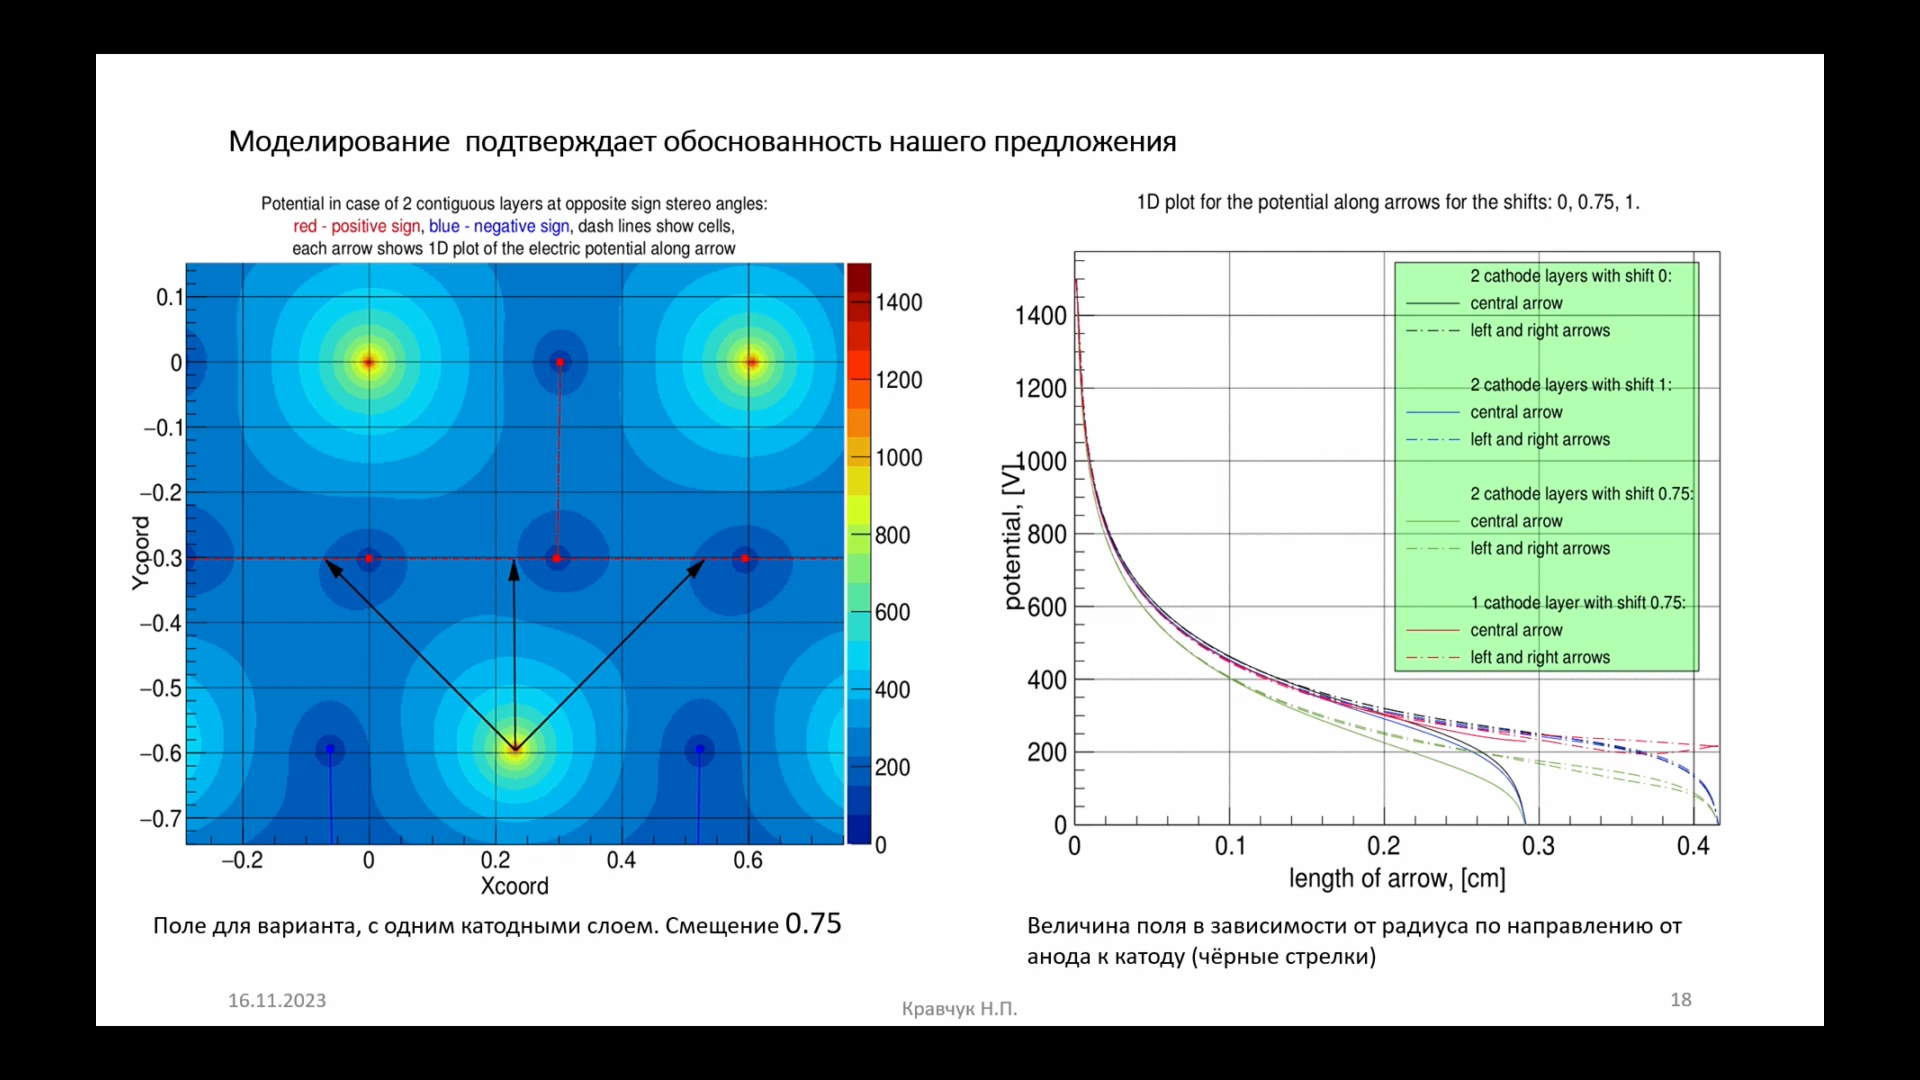 Моделирование подтверждает обоснованность нашего предложения
Potential in case of 2 contiguous layers at opposite sign stereo angles:
red - positive sign, blue - negative sign, dash lines show cells,
each arrow shows 1D plot of the electric potential along arrow
0.1
0
−0.1
−0.2
−0.3
−0.4
−0.5
−0.6
−0.7
Ycoord
−0.2
0
0.2
0.4
0.6
Xcoord
1400
1200
1000
800
600
400
200
0
Поле для варианта, с одним катодными слоем. Смещение 0.75
1D plot for the potential along arrows for the shifts: 0, 0.75, 1.
1400
1200
1000
800
600
400
200
0
potential, [V]
2 cathode layers with shift 0:
central arrow
left and right arrows
2 cathode layers with shift 1:
central arrow
left and right arrows
2 cathode layers with shift 0.75:
central arrow
left and right arrows
1 cathode layer with shift 0.75:
central arrow
left and right arrows
0
0.1
0.2
0.3
0.4
length of arrow, [cm]
Величина поля в зависимости от радиуса по направлению от
анода к катоду (чёрные стрелки)
16.11.2023
Кравчук Н.П.
18